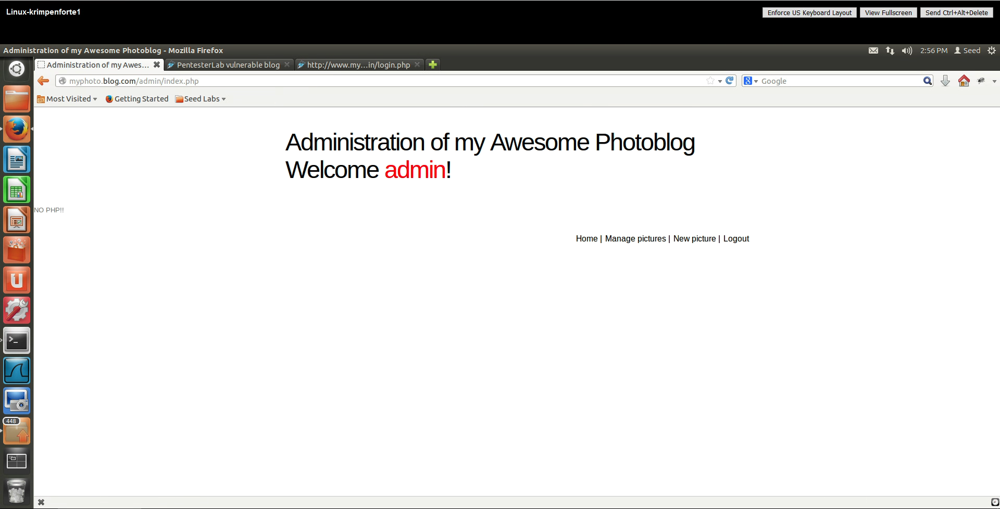 Linux-krimpenforte1
Enforce US Keyboard Layout View Fullscreen Send Ctrl+Alt+Delete
Administration of my Awesome Photoblog - Mozilla Firefox 2:56 PM Seed
Administration of my Awes... PentesterLab vulnerable blog http://www.my...in/login.php
myphoto.blog.com/admin/index.php 8 Google
Most Visited Getting Started Seed Labs
Administration of my Awesome Photoblog
Welcome admin!
NO PHP!!
Home | Manage pictures | New picture | Logout
U
>_
448